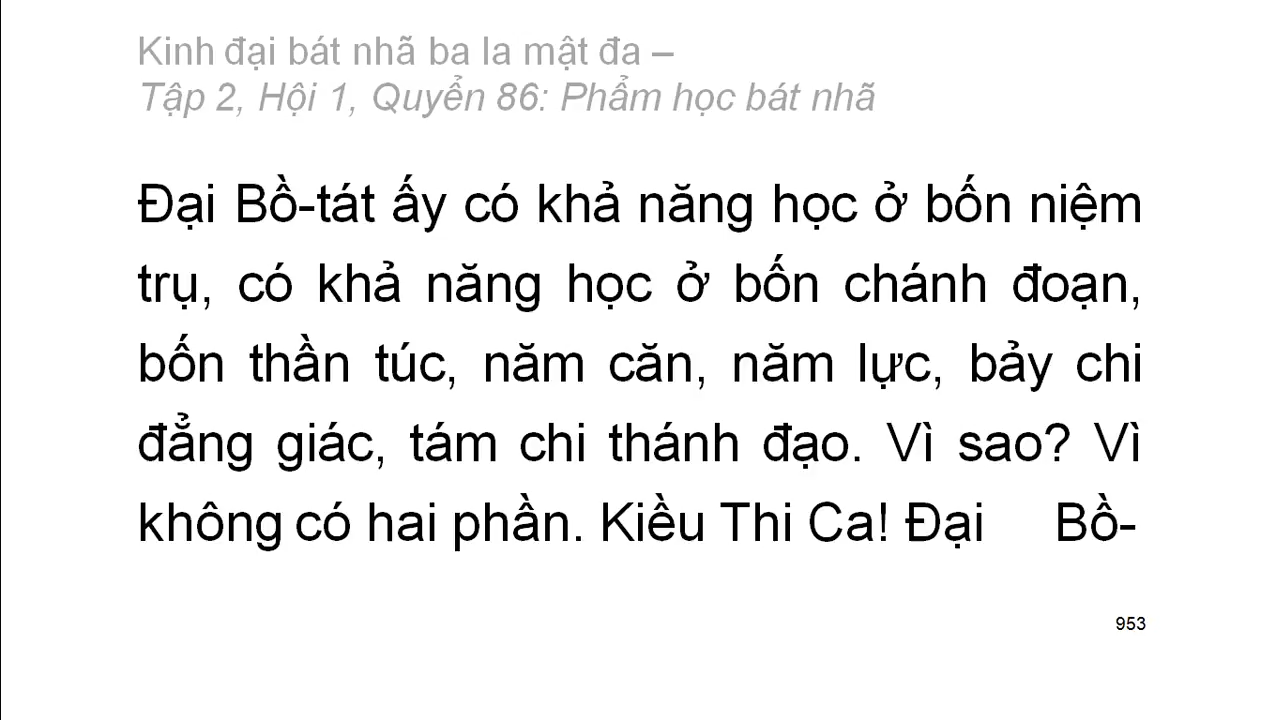 Kinh đại bát nhã ba la mật đa –
Tập 2, Hội 1, Quyển 86: Phẩm học bát nhã
Đại Bồ-tát ấy có khả năng học ở bốn niệm
trụ, có khả năng học ở bốn chánh đoạn,
bốn thần túc, năm căn, năm lực, bảy chi
đẳng giác, tám chi thánh đạo. Vì sao? Vì
không có hai phần. Kiều Thi Ca! Đại Bồ-
953